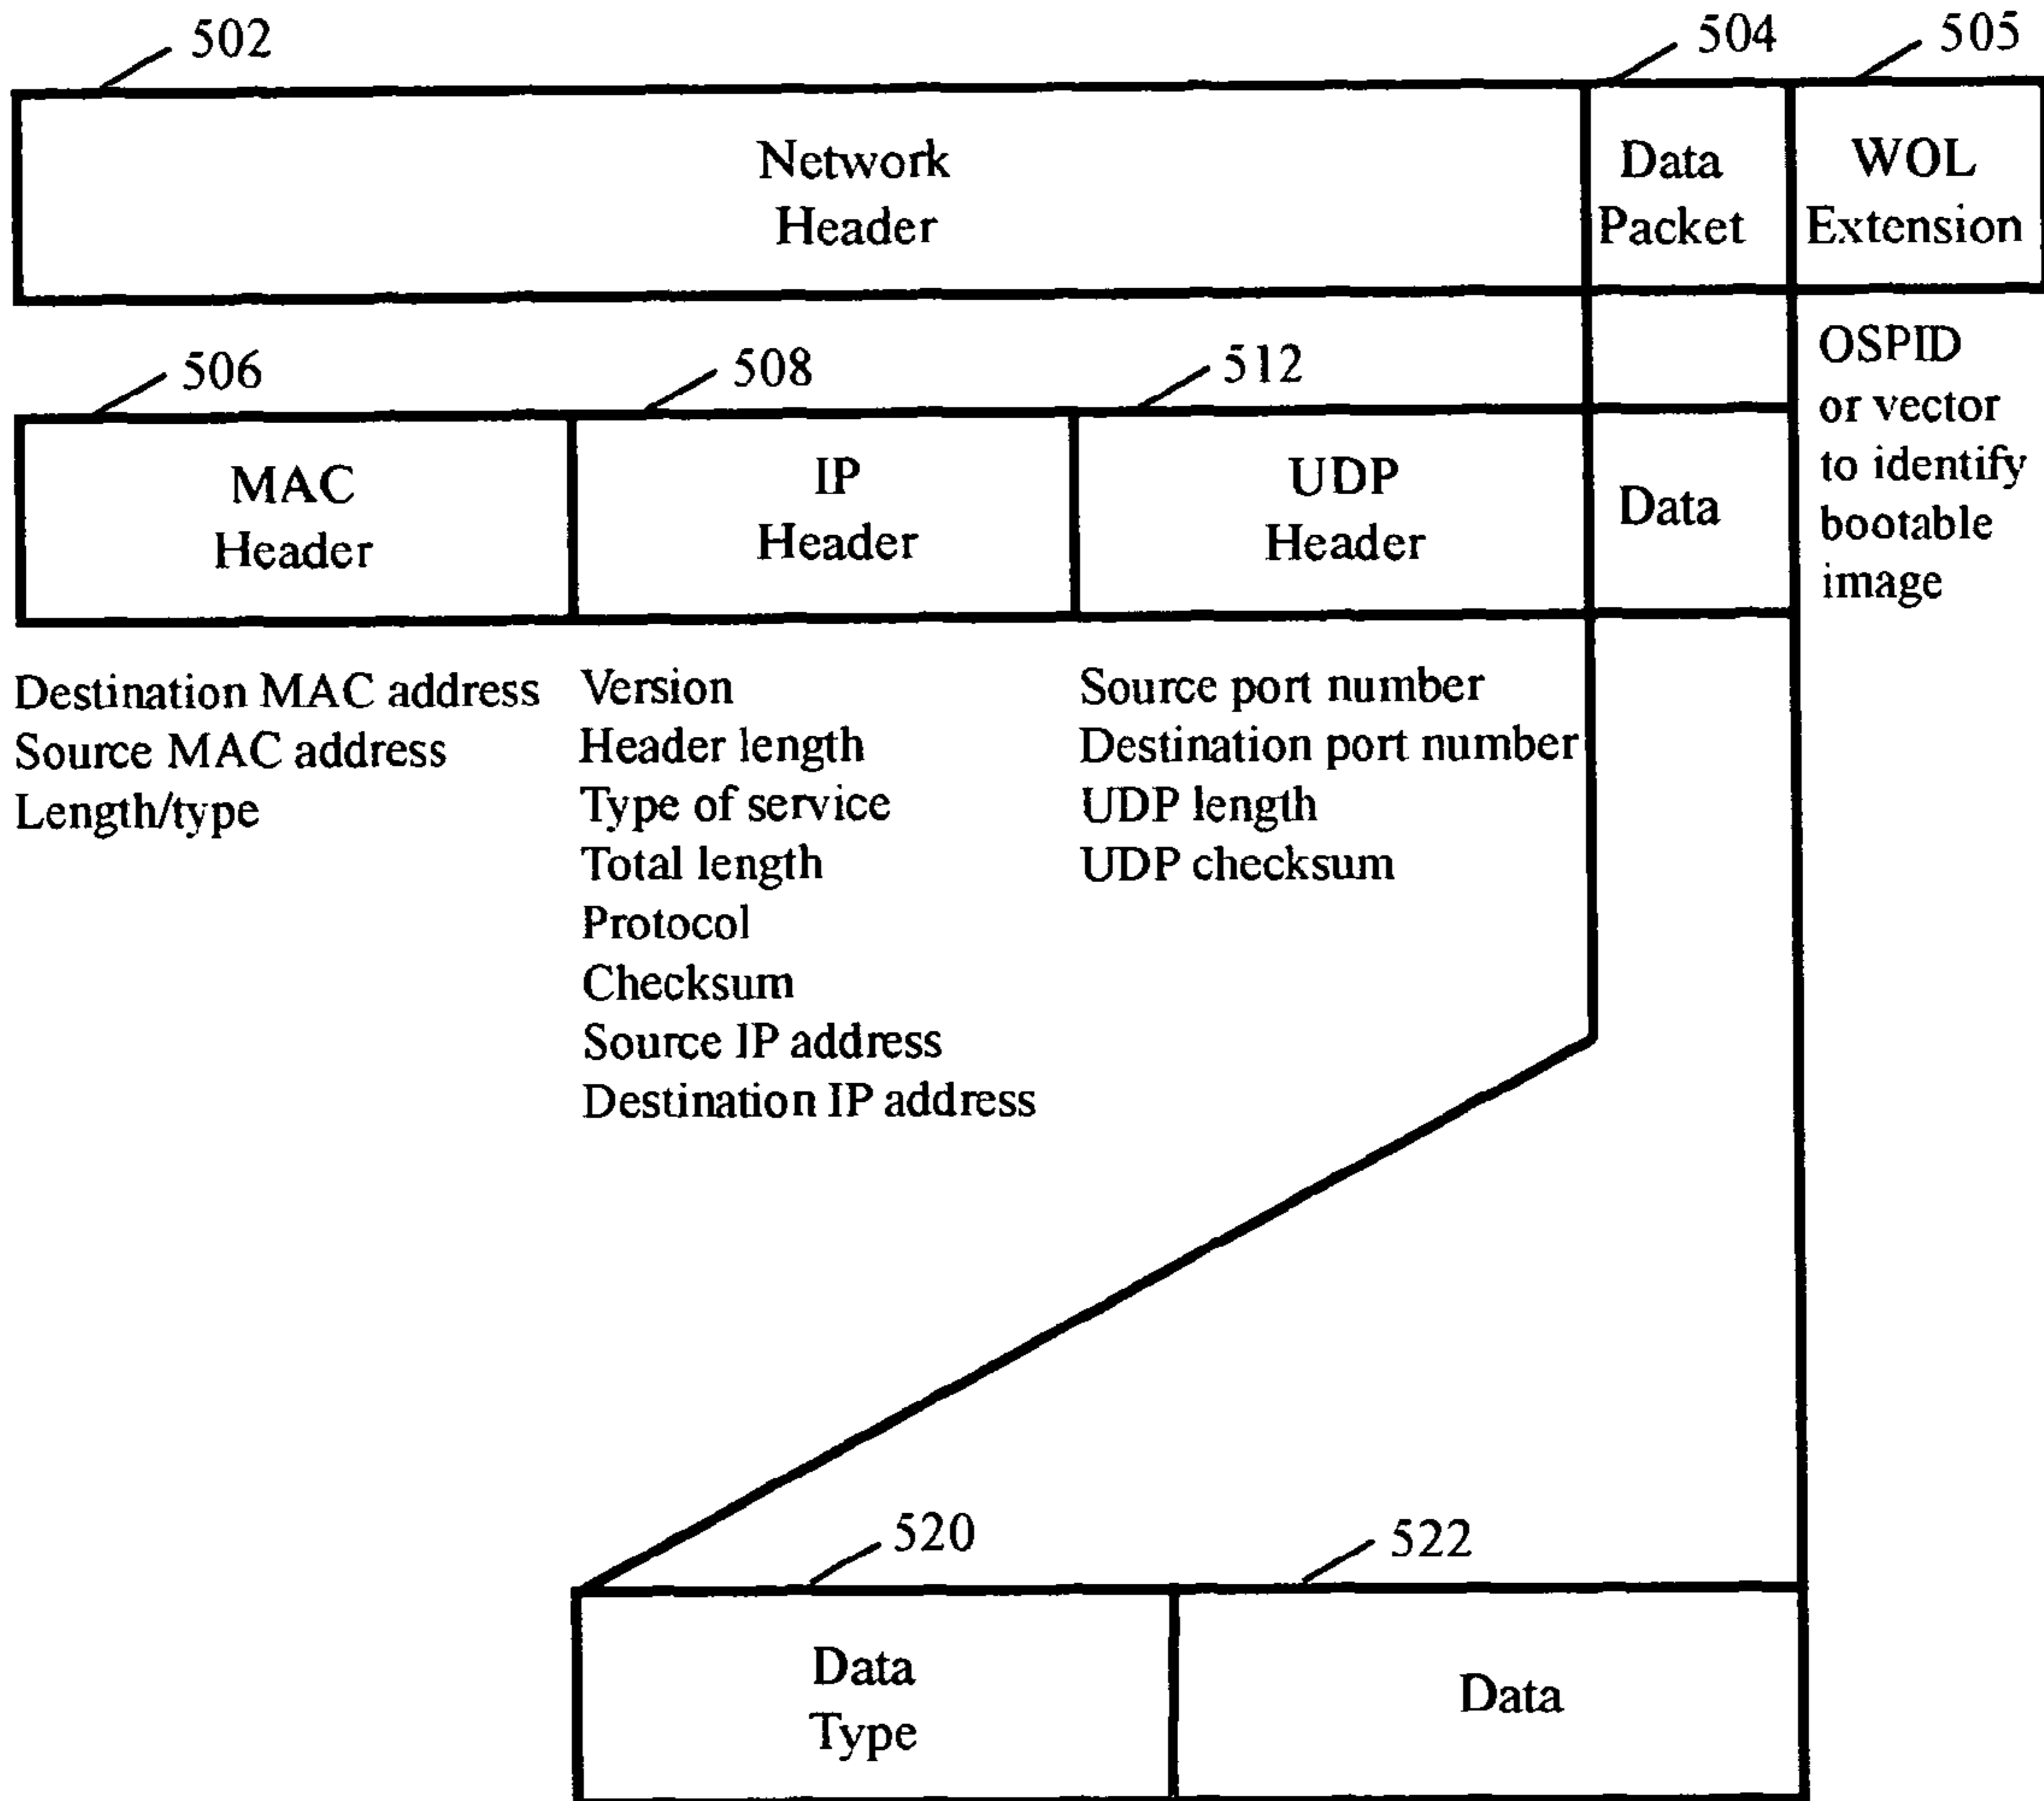 502
504
505
Network
Header
Data
Packet
WOL
Extension
506
508
512
OSPID
or vector
to identify
bootable
image
MAC
Header
IP
Header
UDP
Header
Data
Destination MAC address
Source MAC address
Length/type
Version
Header length
Type of service
Total length
Protocol
Checksum
Source IP address
Destination IP address
Source port number
Destination port number
UDP length
UDP checksum
520
522
Data
Type
Data